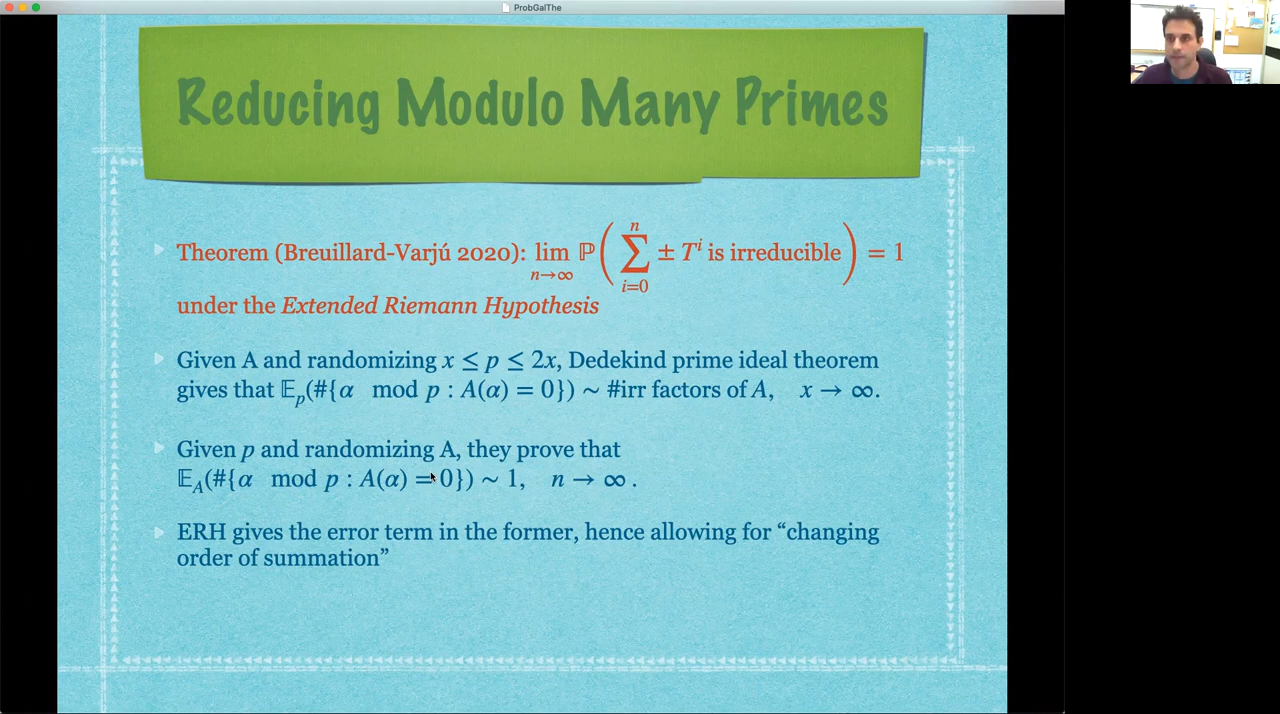 ProbGalThe
Reducing Modulo Many Primes
Theorem (Breuillard-Varjú 2020): lim_{n→∞} ℙ(∑_{i=0}^{n} ± T^i is irreducible) = 1
under the Extended Riemann Hypothesis
Given A and randomizing x ≤ p ≤ 2x, Dedekind prime ideal theorem
gives that 𝔼_p(#{α mod p : A(α) = 0}) ∼ #irr factors of A, x → ∞.
Given p and randomizing A, they prove that
𝔼_A(#{α mod p : A(α) = 0}) ∼ 1, n → ∞ .
ERH gives the error term in the former, hence allowing for “changing
order of summation”